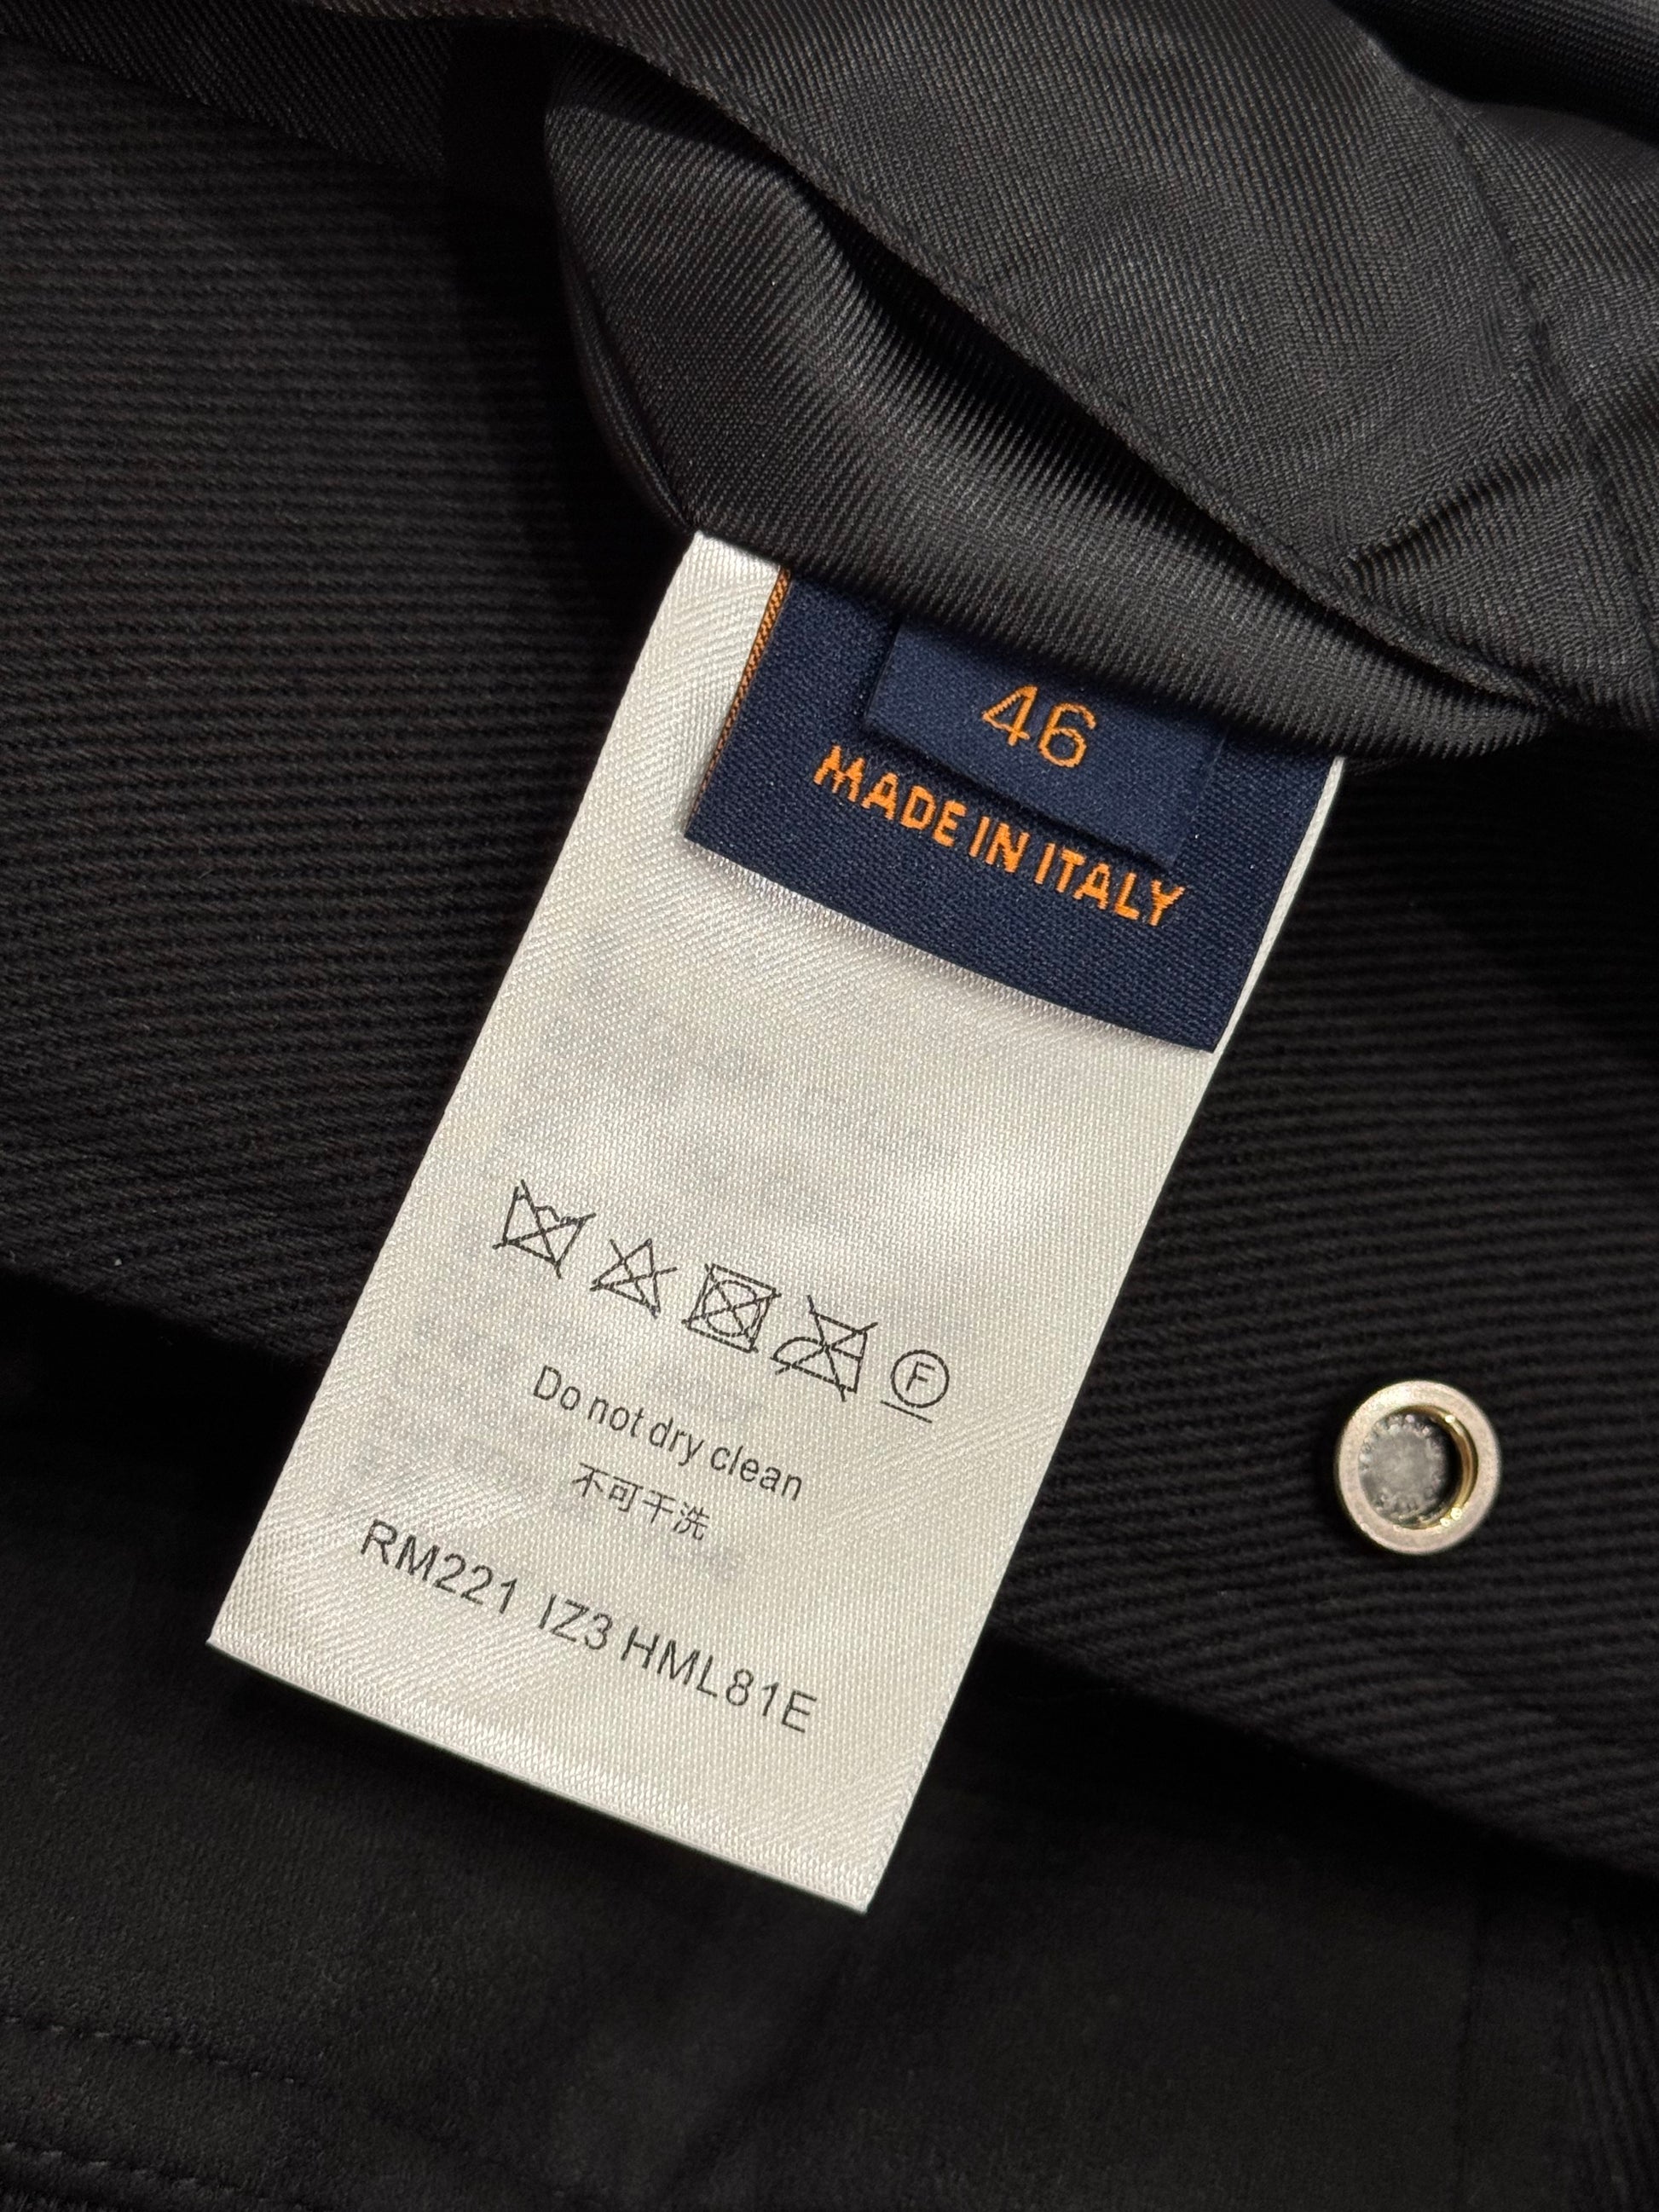 46
MADE IN ITALY
F
Do not dry clean
不可干洗
RM221 IZ3 HML81E